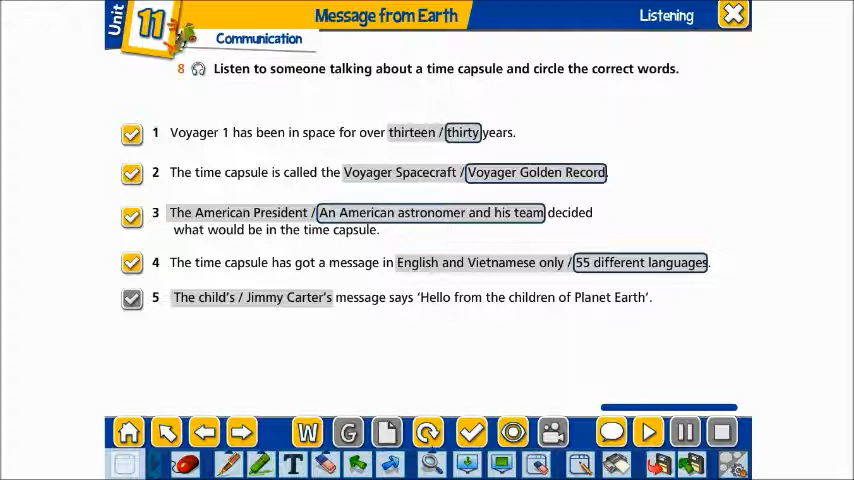 Unit 11 Message from Earth Listening
Communication
8 Listen to someone talking about a time capsule and circle the correct words.
1 Voyager 1 has been in space for over thirteen / thirty years.
2 The time capsule is called the Voyager Spacecraft / Voyager Golden Record.
3 The American President / An American astronomer and his team decided
what would be in the time capsule.
4 The time capsule has got a message in English and Vietnamese only / 55 different languages.
5 The child's / Jimmy Carter's message says 'Hello from the children of Planet Earth'.
W G
T